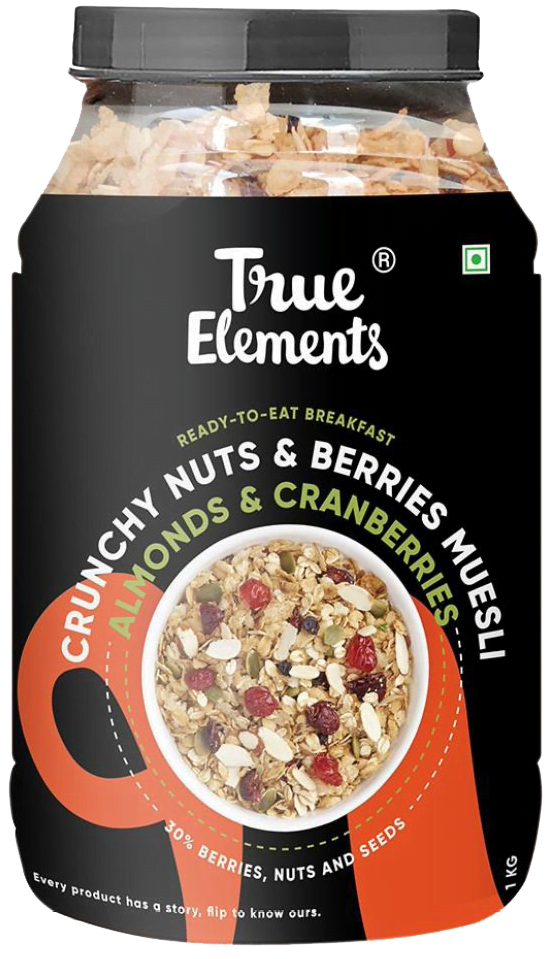 True ®
Elements
READY-TO-EAT BREAKFAST
CRUNCHY NUTS & BERRIES MUESLI
ALMONDS & CRANBERRIES
30% BERRIES, NUTS AND SEEDS
Every product has a story, flip to know ours.
1 KG